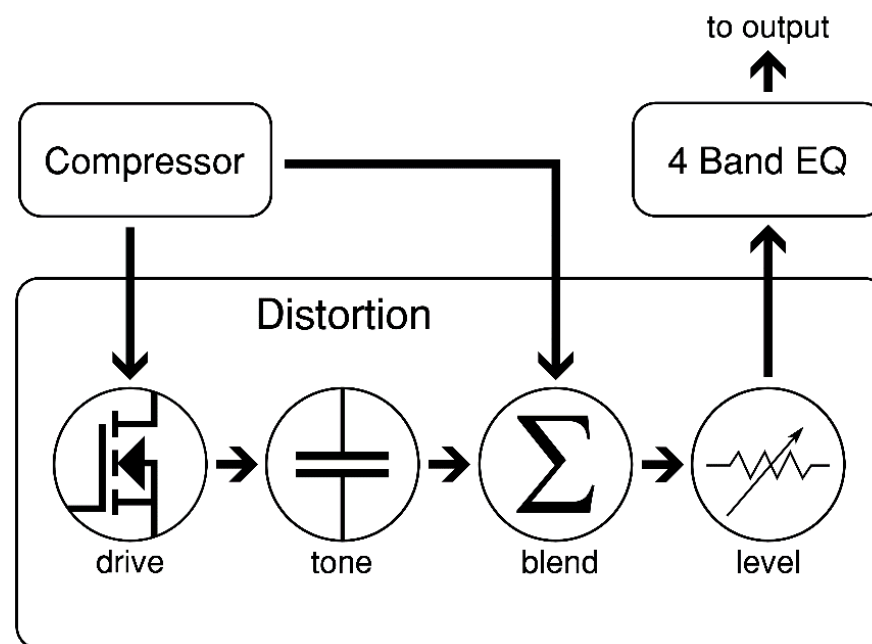 to output
Compressor
4 Band EQ
Distortion
Σ
drive
tone
blend
level